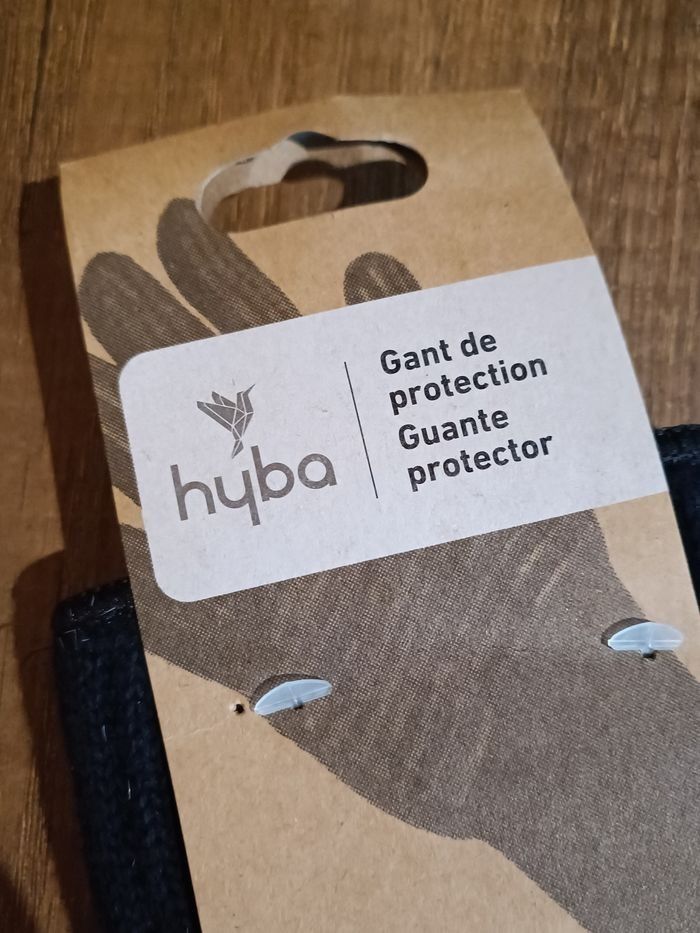 hyba
Gant de
protection
Guante
protector